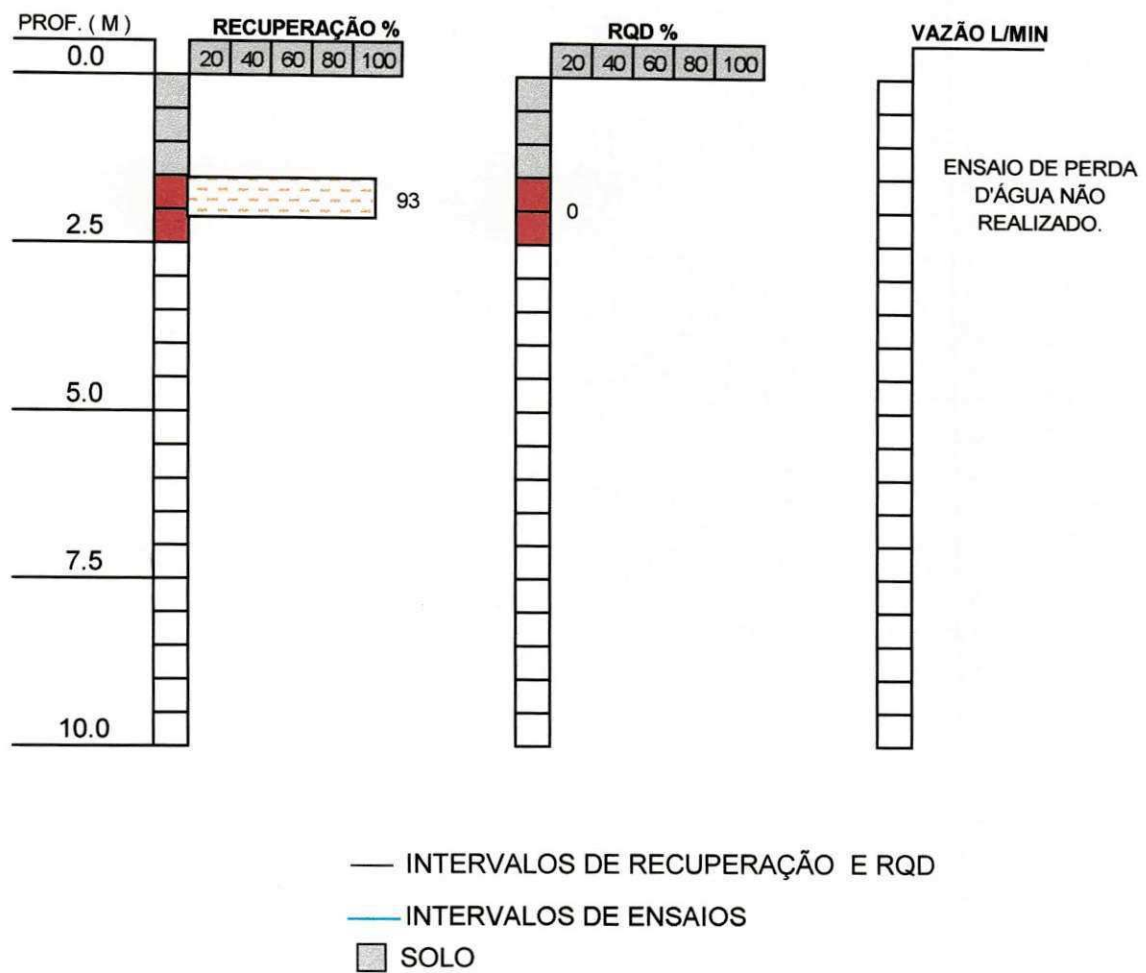 PROF. ( M )
RECUPERAÇÃO %
RQD %
VAZÃO L/MIN
0.0
20 40 60 80 100
20 40 60 80 100
93
0
ENSAIO DE PERDA
D'ÁGUA NÃO
REALIZADO.
2.5
5.0
7.5
10.0
INTERVALOS DE RECUPERAÇÃO E RQD
INTERVALOS DE ENSAIOS
SOLO